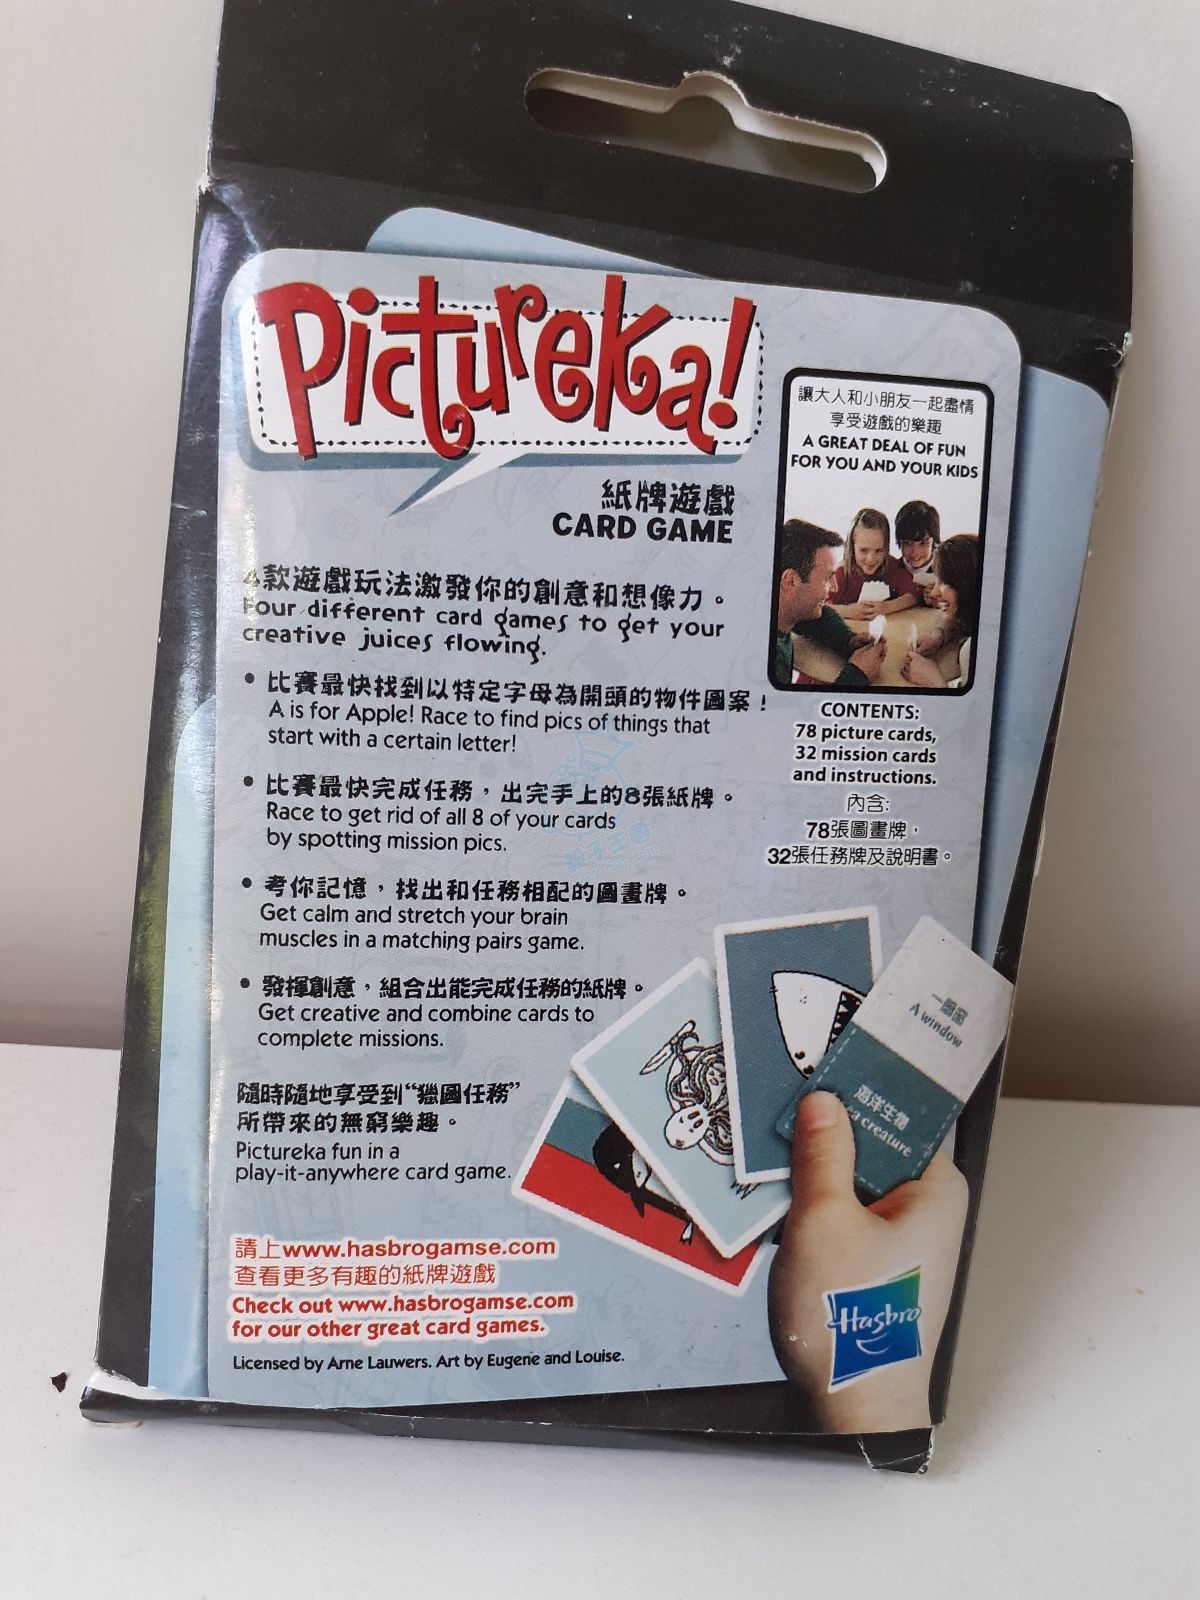 Pictureka!
紙牌遊戲
CARD GAME
讓大人和小朋友一起盡情
享受遊戲的樂趣
A GREAT DEAL OF FUN
FOR YOU AND YOUR KIDS
4款遊戲玩法激發你的創意和想像力。
Four different card games to get your
creative juices flowing.
• 比賽最快找到以特定字母為開頭的物件圖案！
A is for Apple! Race to find pics of things that
start with a certain letter!
• 比賽最快完成任務，出完手上的8張紙牌。
Race to get rid of all 8 of your cards
by spotting mission pics.
• 考你記憶，找出和任務相配的圖畫牌。
Get calm and stretch your brain
muscles in a matching pairs game.
• 發揮創意，組合出能完成任務的紙牌。
Get creative and combine cards to
complete missions.
隨時隨地享受到“獵圖任務”
所帶來的無窮樂趣。
Pictureka fun in a
play-it-anywhere card game.
CONTENTS:
78 picture cards,
32 mission cards
and instructions.
內含:
78張圖畫牌，
32張任務牌及說明書。
一扇窗
A window
海洋生物
creature
請上www.hasbrogamse.com
查看更多有趣的紙牌遊戲
Check out www.hasbrogamse.com
for our other great card games.
Licensed by Arne Lauwers. Art by Eugene and Louise.
Hasbro
親子王國